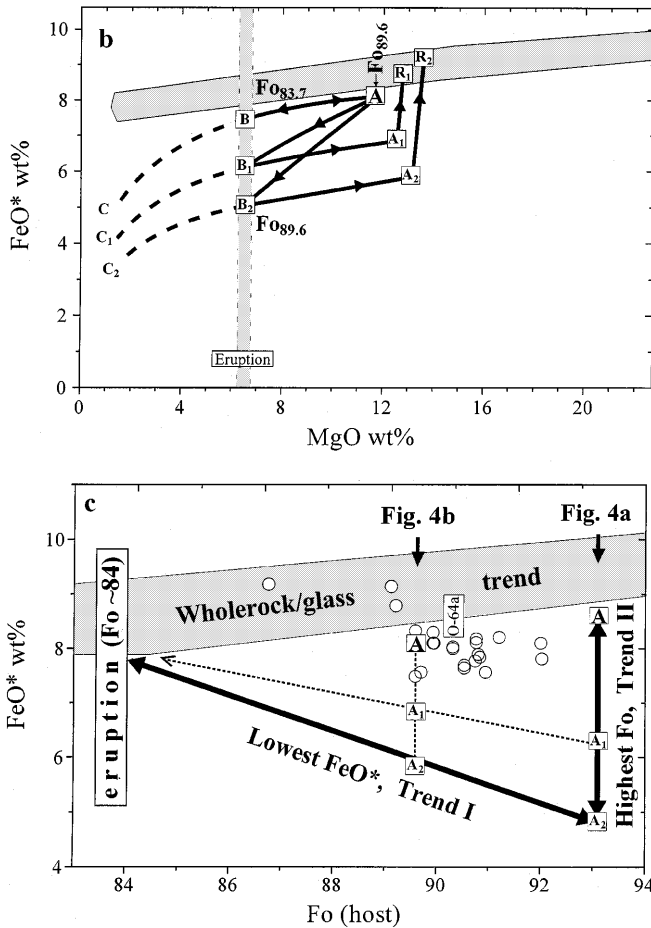 b
Fo89.6
R1
R2
10
8
6
4
2
0
FeO* wt%
Fo83.7
A
B
B1
A1
B2
A2
Fo89.6
C
C1
C2
Eruption
0
4
8
12
16
20
MgO wt%
c
Fig. 4b
Fig. 4a
10
8
6
4
FeO* wt%
eruption (Fo~84)
Wholerock/glass
trend
O-64a
A
A
A1
A1
A2
A2
Lowest FeO*, Trend I
Highest Fo, Trend II
84
86
88
90
92
94
Fo (host)